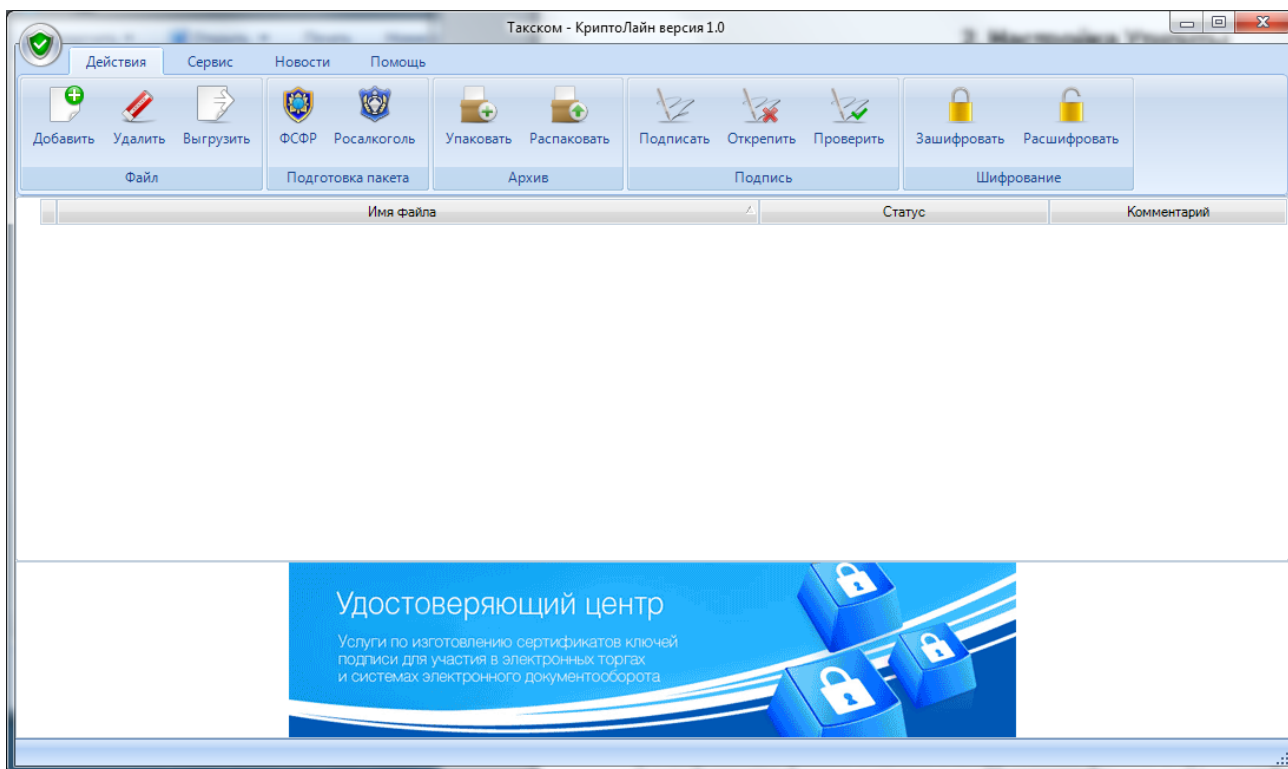 Такском - КриптоЛайн версия 1.0
Действия Сервис Новости Помощь
Добавить Удалить Выгрузить ФСФР Росалкоголь Упаковать Распаковать Подписать Открепить Проверить Зашифровать Расшифровать
Файл Подготовка пакета Архив Подпись Шифрование
Имя файла Статус Комментарий
Удостоверяющий центр
Услуги по изготовлению сертификатов ключей
подписи для участия в электронных торгах
и системах электронного документооборота